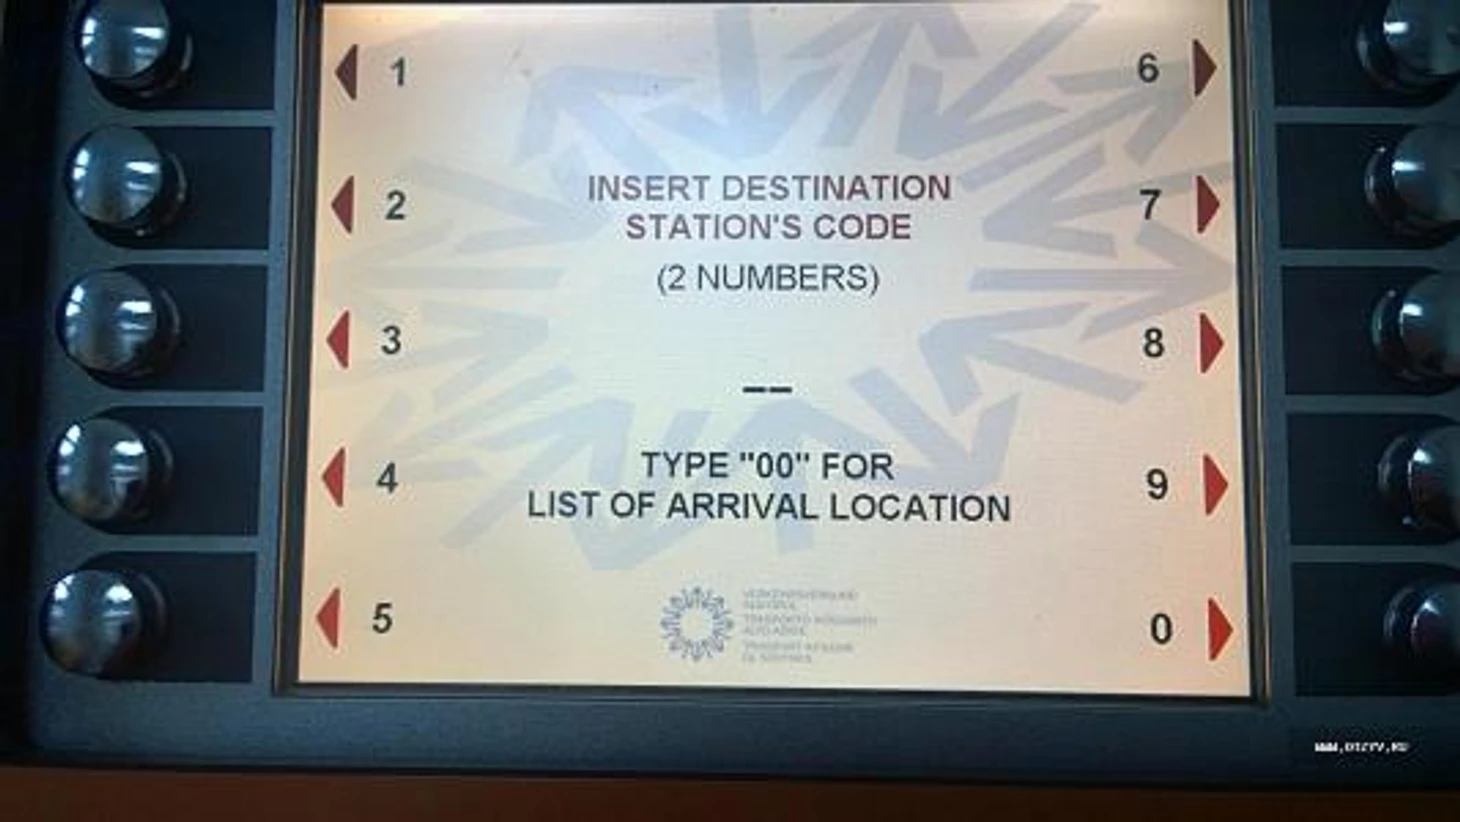 1
6
INSERT DESTINATION
STATION'S CODE
2
7
(2 NUMBERS)
3
8
__
TYPE "00" FOR
4
9
LIST OF ARRIVAL LOCATION
5
0